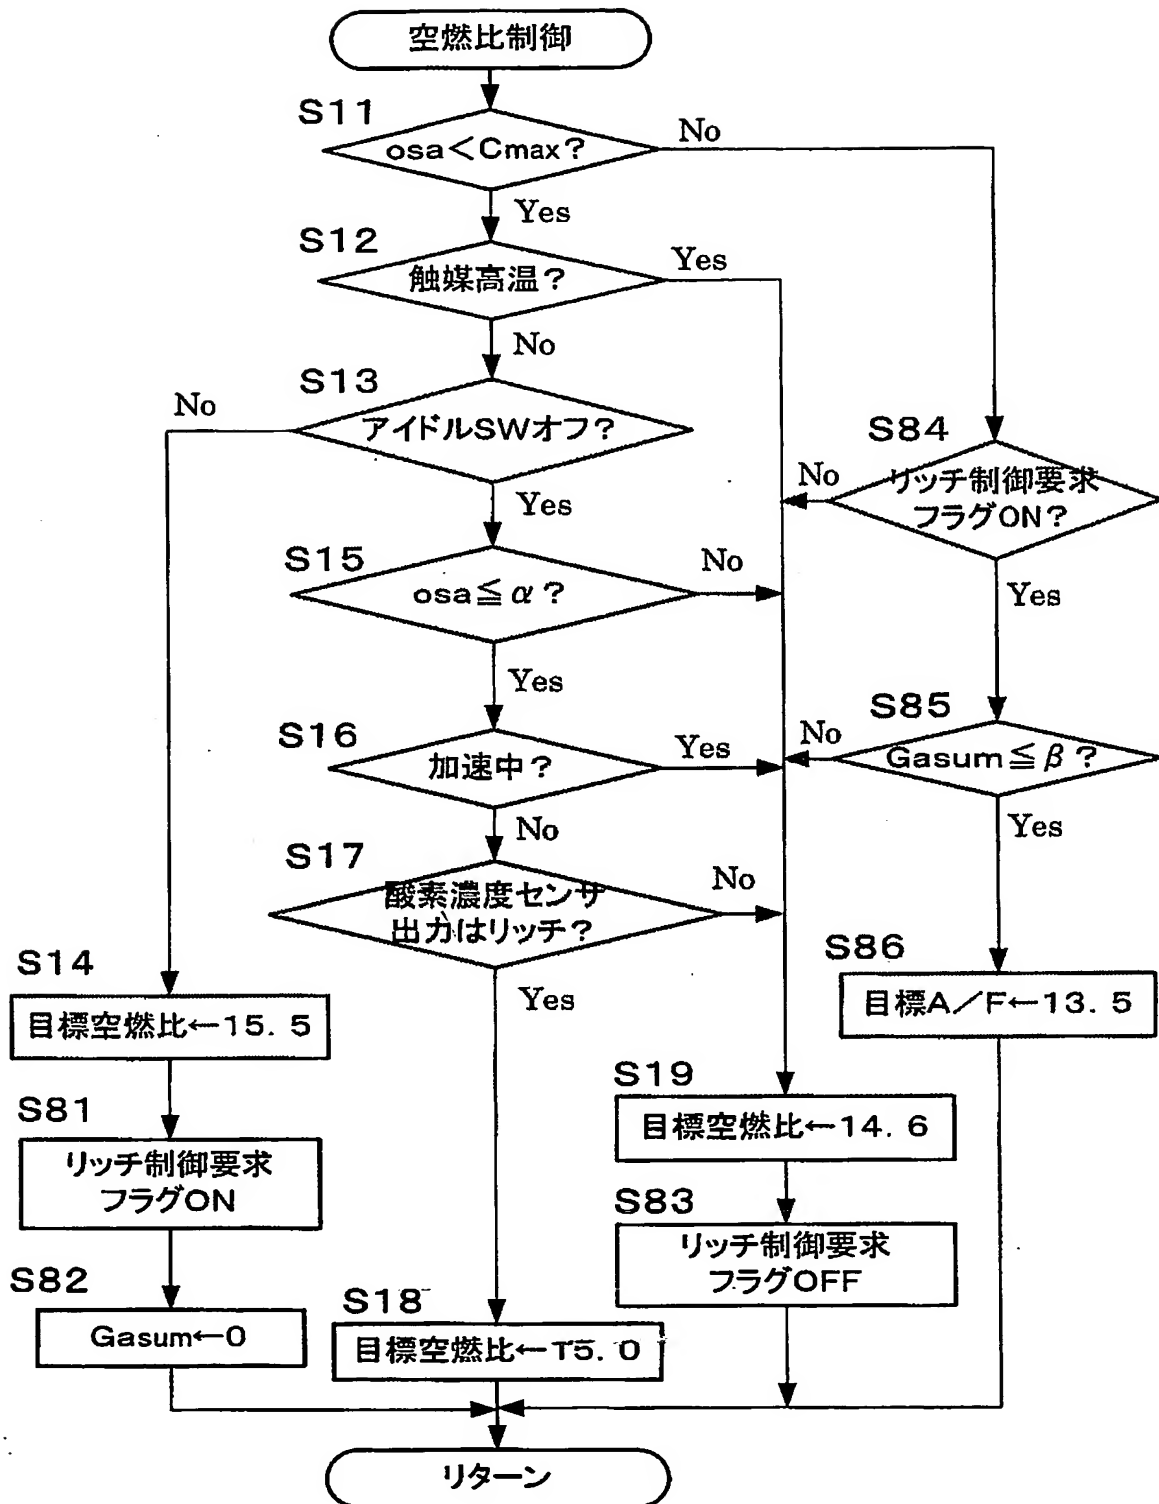 空燃比制御
S11
osa<Cmax?
No
Yes
S12
触媒高温?
Yes
No
S13
アイドルSWオフ?
No
Yes
S84
リッチ制御要求
フラグON?
No
Yes
S15
osa≦α?
No
Yes
S16
加速中?
Yes
No
S85
Gasum≦β?
No
Yes
S17
酸素濃度センサ
出力はリッチ?
No
Yes
S14
目標空燃比←15. 5
S86
目標A/F←13. 5
S81
リッチ制御要求
フラグON
S19
目標空燃比←14. 6
S83
リッチ制御要求
フラグOFF
S82
Gasum←0
S18
目標空燃比←15. 0
リターン